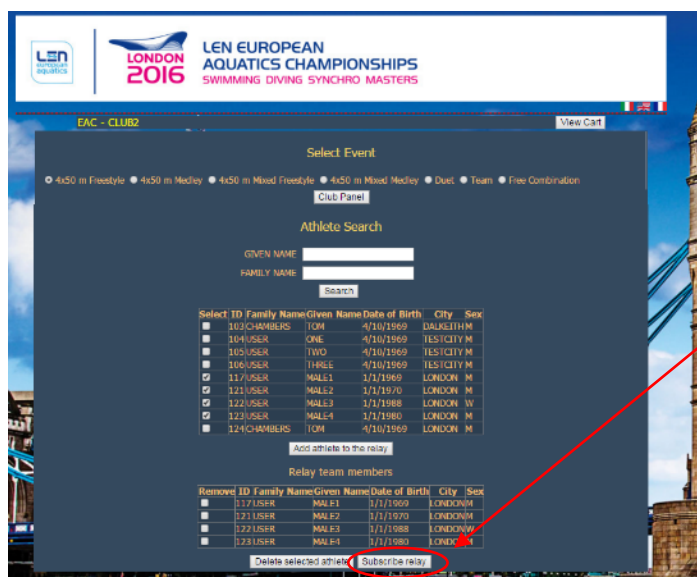 LEN
european
aquatics
LONDON
2016
LEN EUROPEAN
AQUATICS CHAMPIONSHIPS
SWIMMING DIVING SYNCHRO MASTERS
EAC - CLUB2
View Cart
Select Event
4x50 m Freestyle 4x50 m Medley 4x50 m Mixed Freestyle 4x50 m Mixed Medley Duet Team Free Combination
Club Panel
Athlete Search
GIVEN NAME
FAMILY NAME
Search
Select ID Family Name Given Name Date of Birth City Sex
103 CHAMBERS TOM 4/10/1969 DALKEITH M
104 USER ONE 4/10/1969 TESTCITY M
105 USER TWO 4/10/1969 TESTCITY M
106 USER THREE 4/10/1969 TESTCITY M
117 USER MALE1 1/1/1969 LONDON M
121 USER MALE2 1/1/1970 LONDON M
122 USER MALE3 1/1/1988 LONDON W
123 USER MALE4 1/1/1980 LONDON M
124 CHAMBERS TOM 4/10/1969 LONDON M
Add athlete to the relay
Relay team members
Remove ID Family Name Given Name Date of Birth City Sex
117 USER MALE1 1/1/1969 LONDON M
121 USER MALE2 1/1/1970 LONDON M
122 USER MALE3 1/1/1988 LONDON W
123 USER MALE4 1/1/1980 LONDON M
Delete selected athlete Subscribe relay